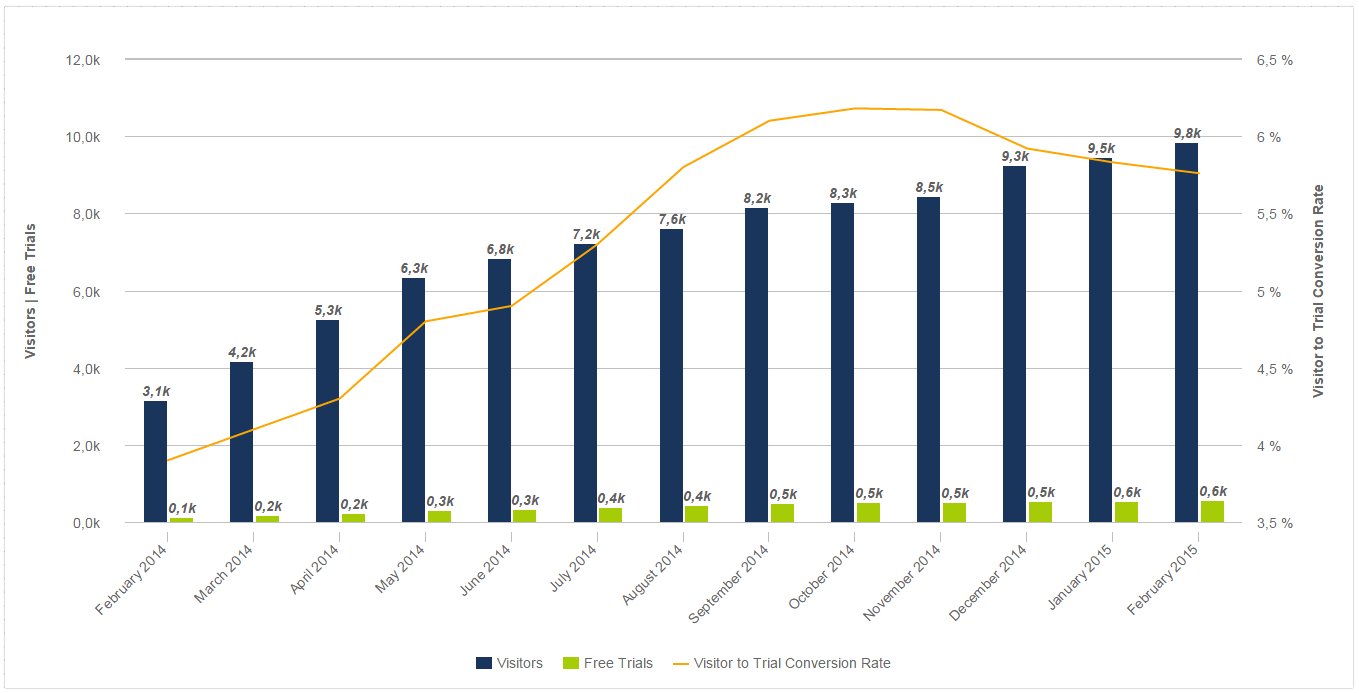 12,0k
10,0k
8,0k
6,0k
4,0k
2,0k
0,0k
Visitors | Free Trials
6,5 %
6 %
5,5 %
5 %
4,5 %
4 %
3,5 %
Visitor to Trial Conversion Rate
3,1k
4,2k
5,3k
6,3k
6,8k
7,2k
7,6k
8,2k
8,3k
8,5k
9,3k
9,5k
9,8k
0,1k
0,2k
0,2k
0,3k
0,3k
0,4k
0,4k
0,5k
0,5k
0,5k
0,5k
0,6k
0,6k
February 2014
March 2014
April 2014
May 2014
June 2014
July 2014
August 2014
September 2014
October 2014
November 2014
December 2014
January 2015
February 2015
Visitors
Free Trials
Visitor to Trial Conversion Rate